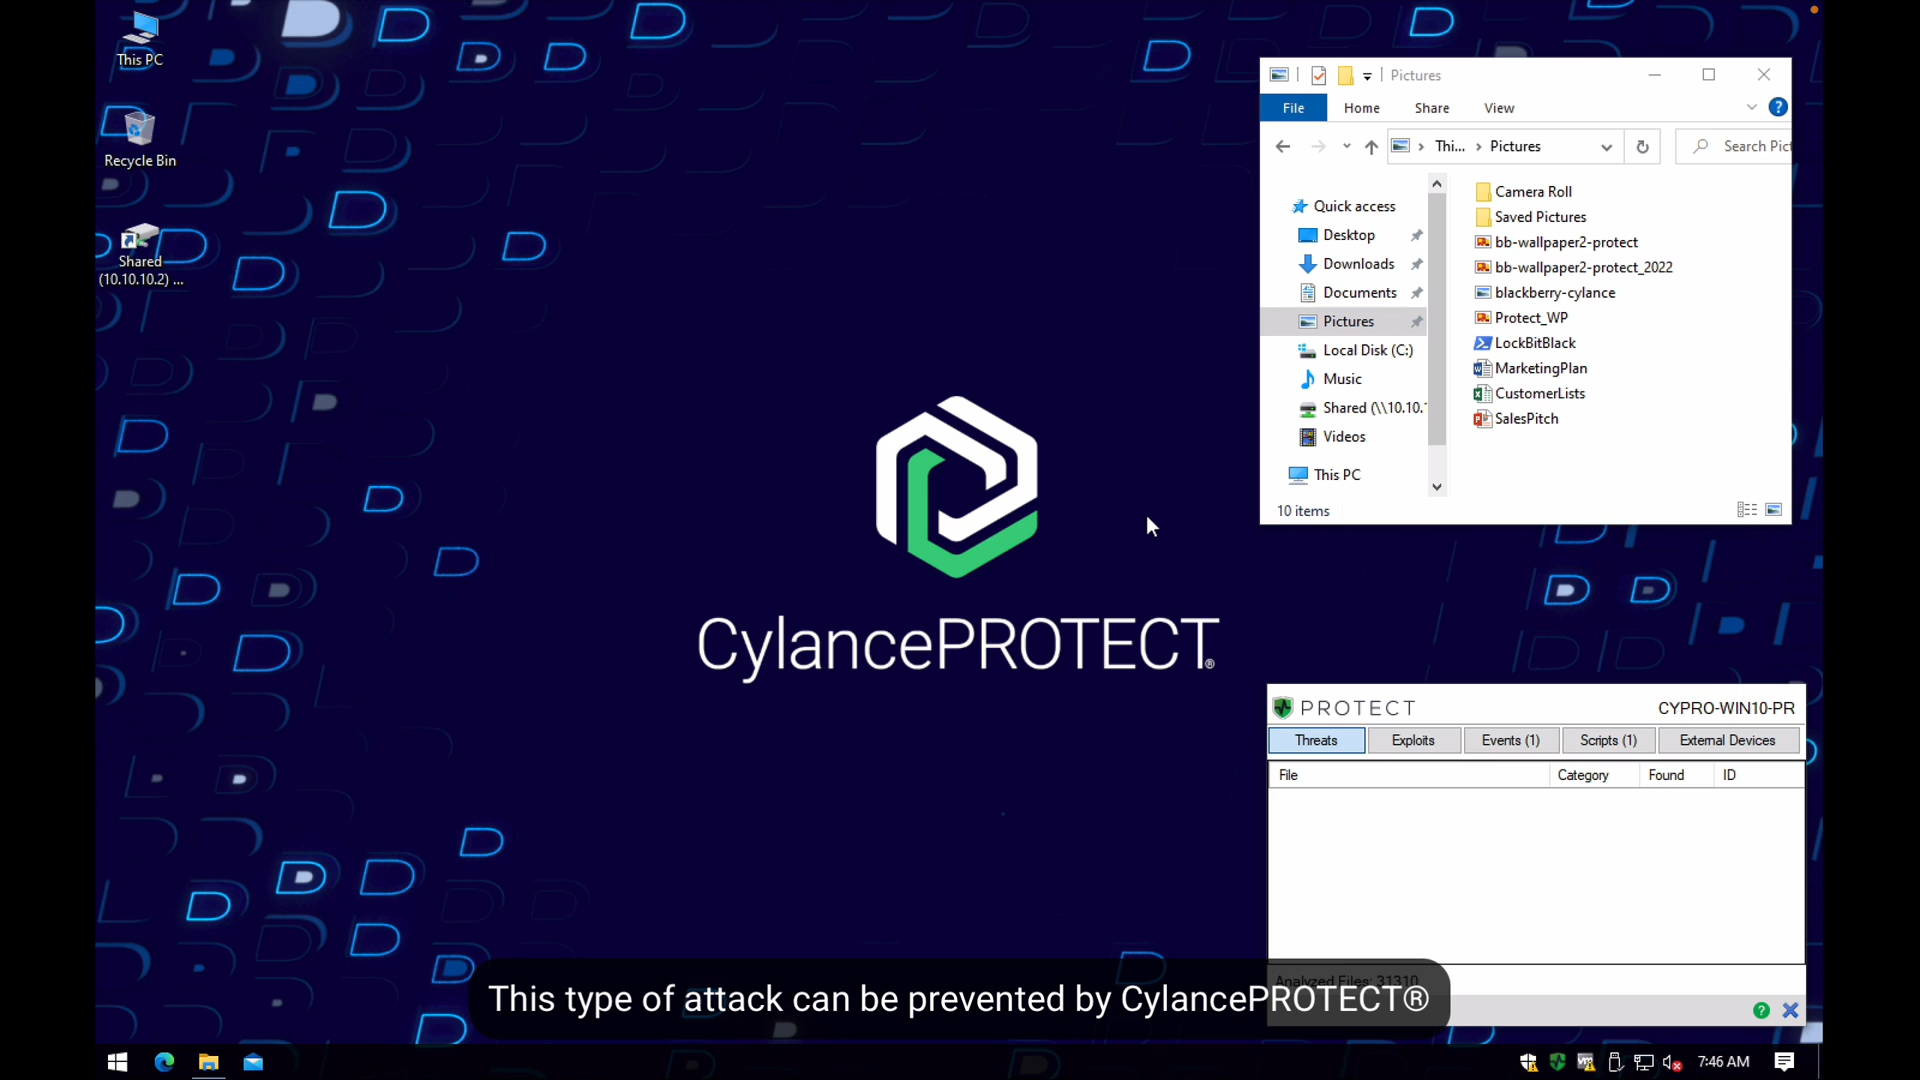 This PC
Recycle Bin
Shared
(10.10.10.2) ...
Pictures
File
Home
Share
View
Thi...
Pictures
Search Pict
Quick access
Desktop
Downloads
Documents
Pictures
Local Disk (C:)
Music
Shared (\\10.10.1
Videos
This PC
Camera Roll
Saved Pictures
bb-wallpaper2-protect
bb-wallpaper2-protect_2022
blackberry-cylance
Protect_WP
LockBitBlack
MarketingPlan
CustomerLists
SalesPitch
10 items
CylancePROTECT®
PROTECT
CYPRO-WIN10-PR
Threats
Exploits
Events (1)
Scripts (1)
External Devices
File
Category
Found
ID
Analyzed Files: 31310
This type of attack can be prevented by CylancePROTECT®
7:46 AM